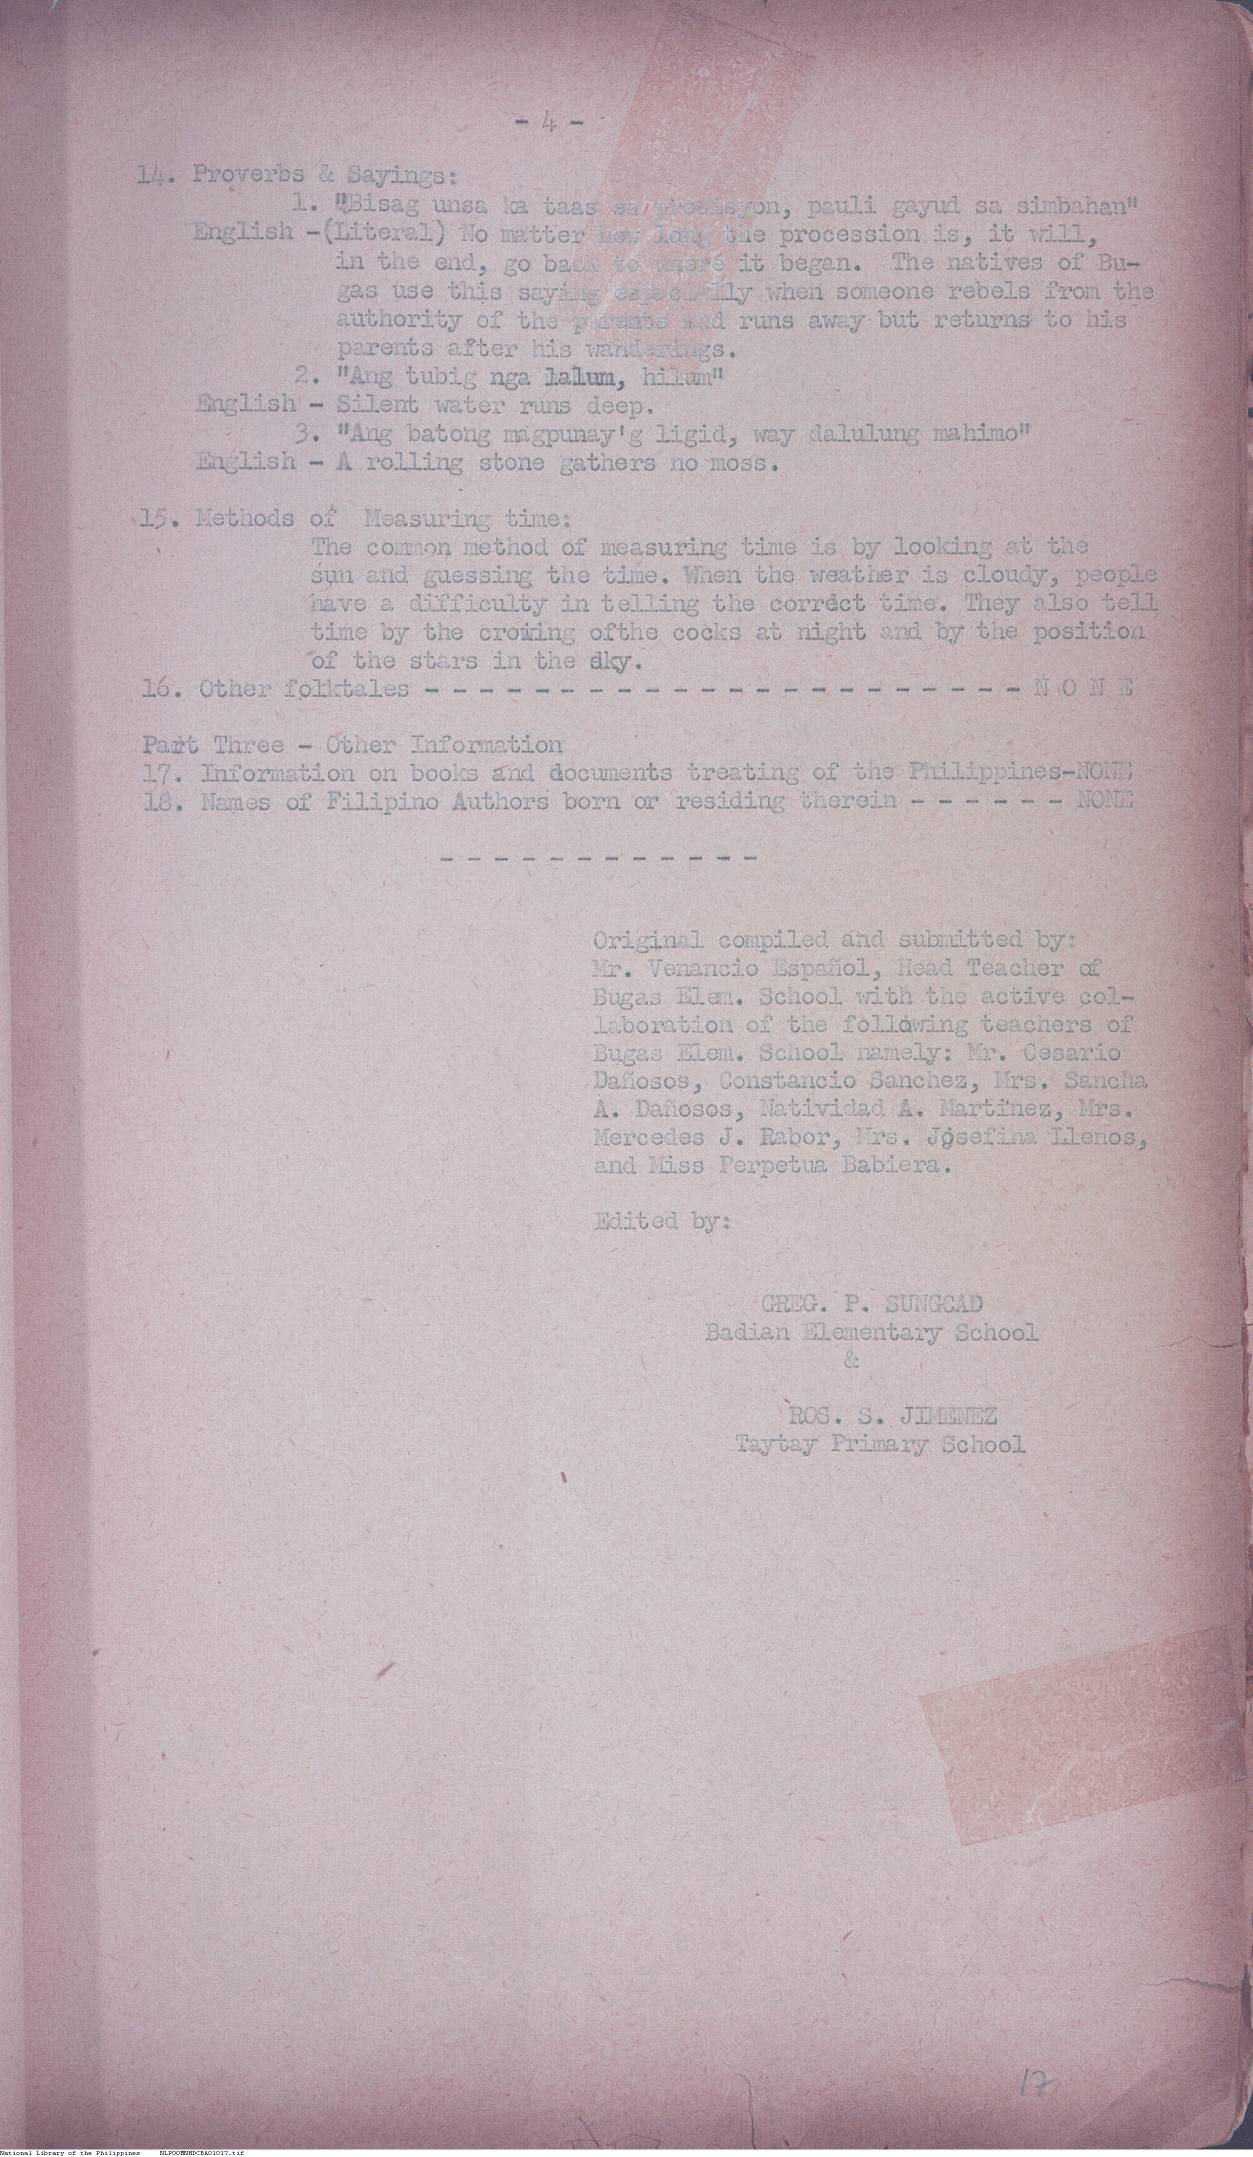 - 4 -
14. Proverbs & Sayings:
1. "Bisag unsa ka taas sa prosisyon, pauli gayud sa simbahan"
English -(Literal) No matter how long the procession is, it will,
in the end, go back to where it began. The natives of Bu-
gas use this saying especially when someone rebels from the
authority of the parents and runs away but returns to his
parents after his wanderings.
2. "Ang tubig nga lalum, hilum"
English - Silent water runs deep.
3. "Ang batong magpunay'g ligid, way dalulung mahimo"
English - A rolling stone gathers no moss.
15. Methods of Measuring time:
The common method of measuring time is by looking at the
sun and guessing the time. When the weather is cloudy, people
have a difficulty in telling the correct time. They also tell
time by the crowing ofthe cocks at night and by the position
of the stars in the dky.
16. Other folktales - - - - - - - - - - - - - - - - - - - - - - N O N E
Part Three - Other Information
17. Information on books and documents treating of the Philippines-NONE
18. Names of Filipino Authors born or residing therein - - - - - - NONE
- - - - - - - - - - - -
Original compiled and submitted by:
Mr. Venancio Español, Head Teacher of
Bugas Elem. School with the active col-
laboration of the following teachers of
Bugas Elem. School namely: Mr. Cesario
Dañosos, Constancio Sanchez, Mrs. Sancha
A. Dañosos, Natividad A. Martinez, Mrs.
Mercedes J. Rabor, Mrs. Josefina Llenos,
and Miss Perpetua Babiera.
Edited by:
GREG. P. SUNGCAD
Badian Elementary School
&
ROS. S. JIMENEZ
Taytay Primary School
17
National Library of the Philippines NLPOOMNHDCBA01017.tif